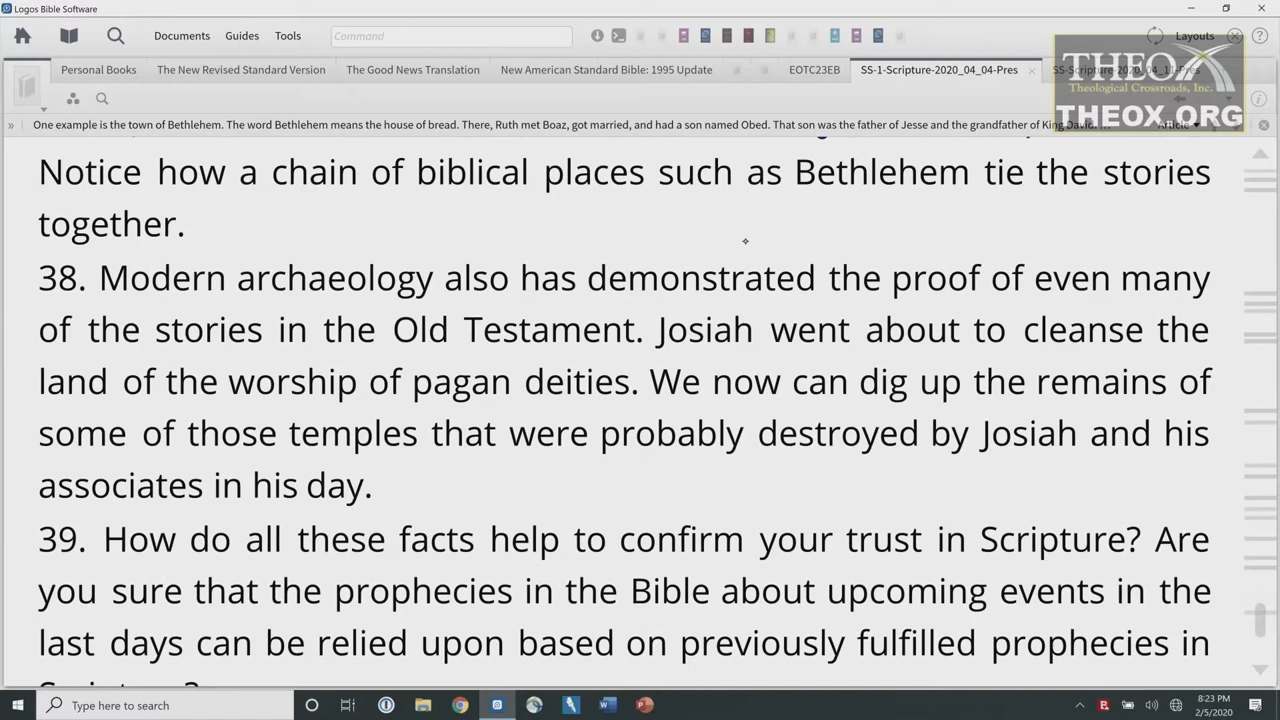 Logos Bible Software
Documents Guides Tools Command Layouts
Personal Books The New Revised Standard Version New American Standard Bible: 1995 Update EOTC23EB SS-1-Scripture-2020_04_04-Pres
THEOX
Theological Crossroads, Inc.
THEOX.ORG
» One example is the town of Bethlehem. The word Bethlehem means house of bread. There, Ruth met Boaz, got married, and had a son named Obed. That son was the father of Jesse and the grandfather of King David. ...
Notice how a chain of biblical places such as Bethlehem tie the stories
together.
38. Modern archaeology also has demonstrated the proof of even many
of the stories in the Old Testament. Josiah went about to cleanse the
land of the worship of pagan deities. We now can dig up the remains of
some of those temples that were probably destroyed by Josiah and his
associates in his day.
39. How do all these facts help to confirm your trust in Scripture? Are
you sure that the prophecies in the Bible about upcoming events in the
last days can be relied upon based on previously fulfilled prophecies in
Type here to search
8:23 PM
2/5/2020